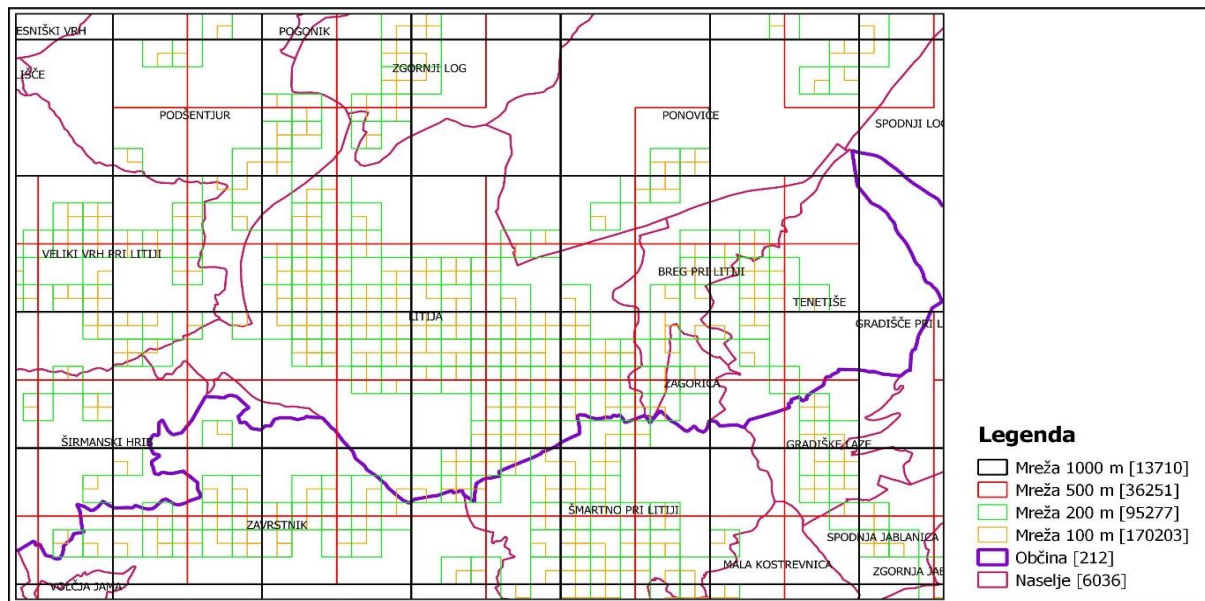 ESNIŠKI VRH
POGONIK
ZGORNJI LOG
IŠČE
PODŠENTJUR
PONOVIČE
SPODNJI LOG
VELIKI VRH PRI LITIJI
BREG PRI LITIJI
TENETIŠE
LITIJA
GRADIŠČE PRI L
ZAGORICA
ŠIRMANSKI HRIB
GRADIŠKE LAZE
ŠMARTNO PRI LITIJI
ZAVRSTNIK
SPODNJA JABLANICA
MALA KOSTREVNICA
ZGORNJA JAB
VOLČJA JAMA
Legenda
Mreža 1000 m [13710]
Mreža 500 m [36251]
Mreža 200 m [95277]
Mreža 100 m [170203]
Občina [212]
Naselje [6036]